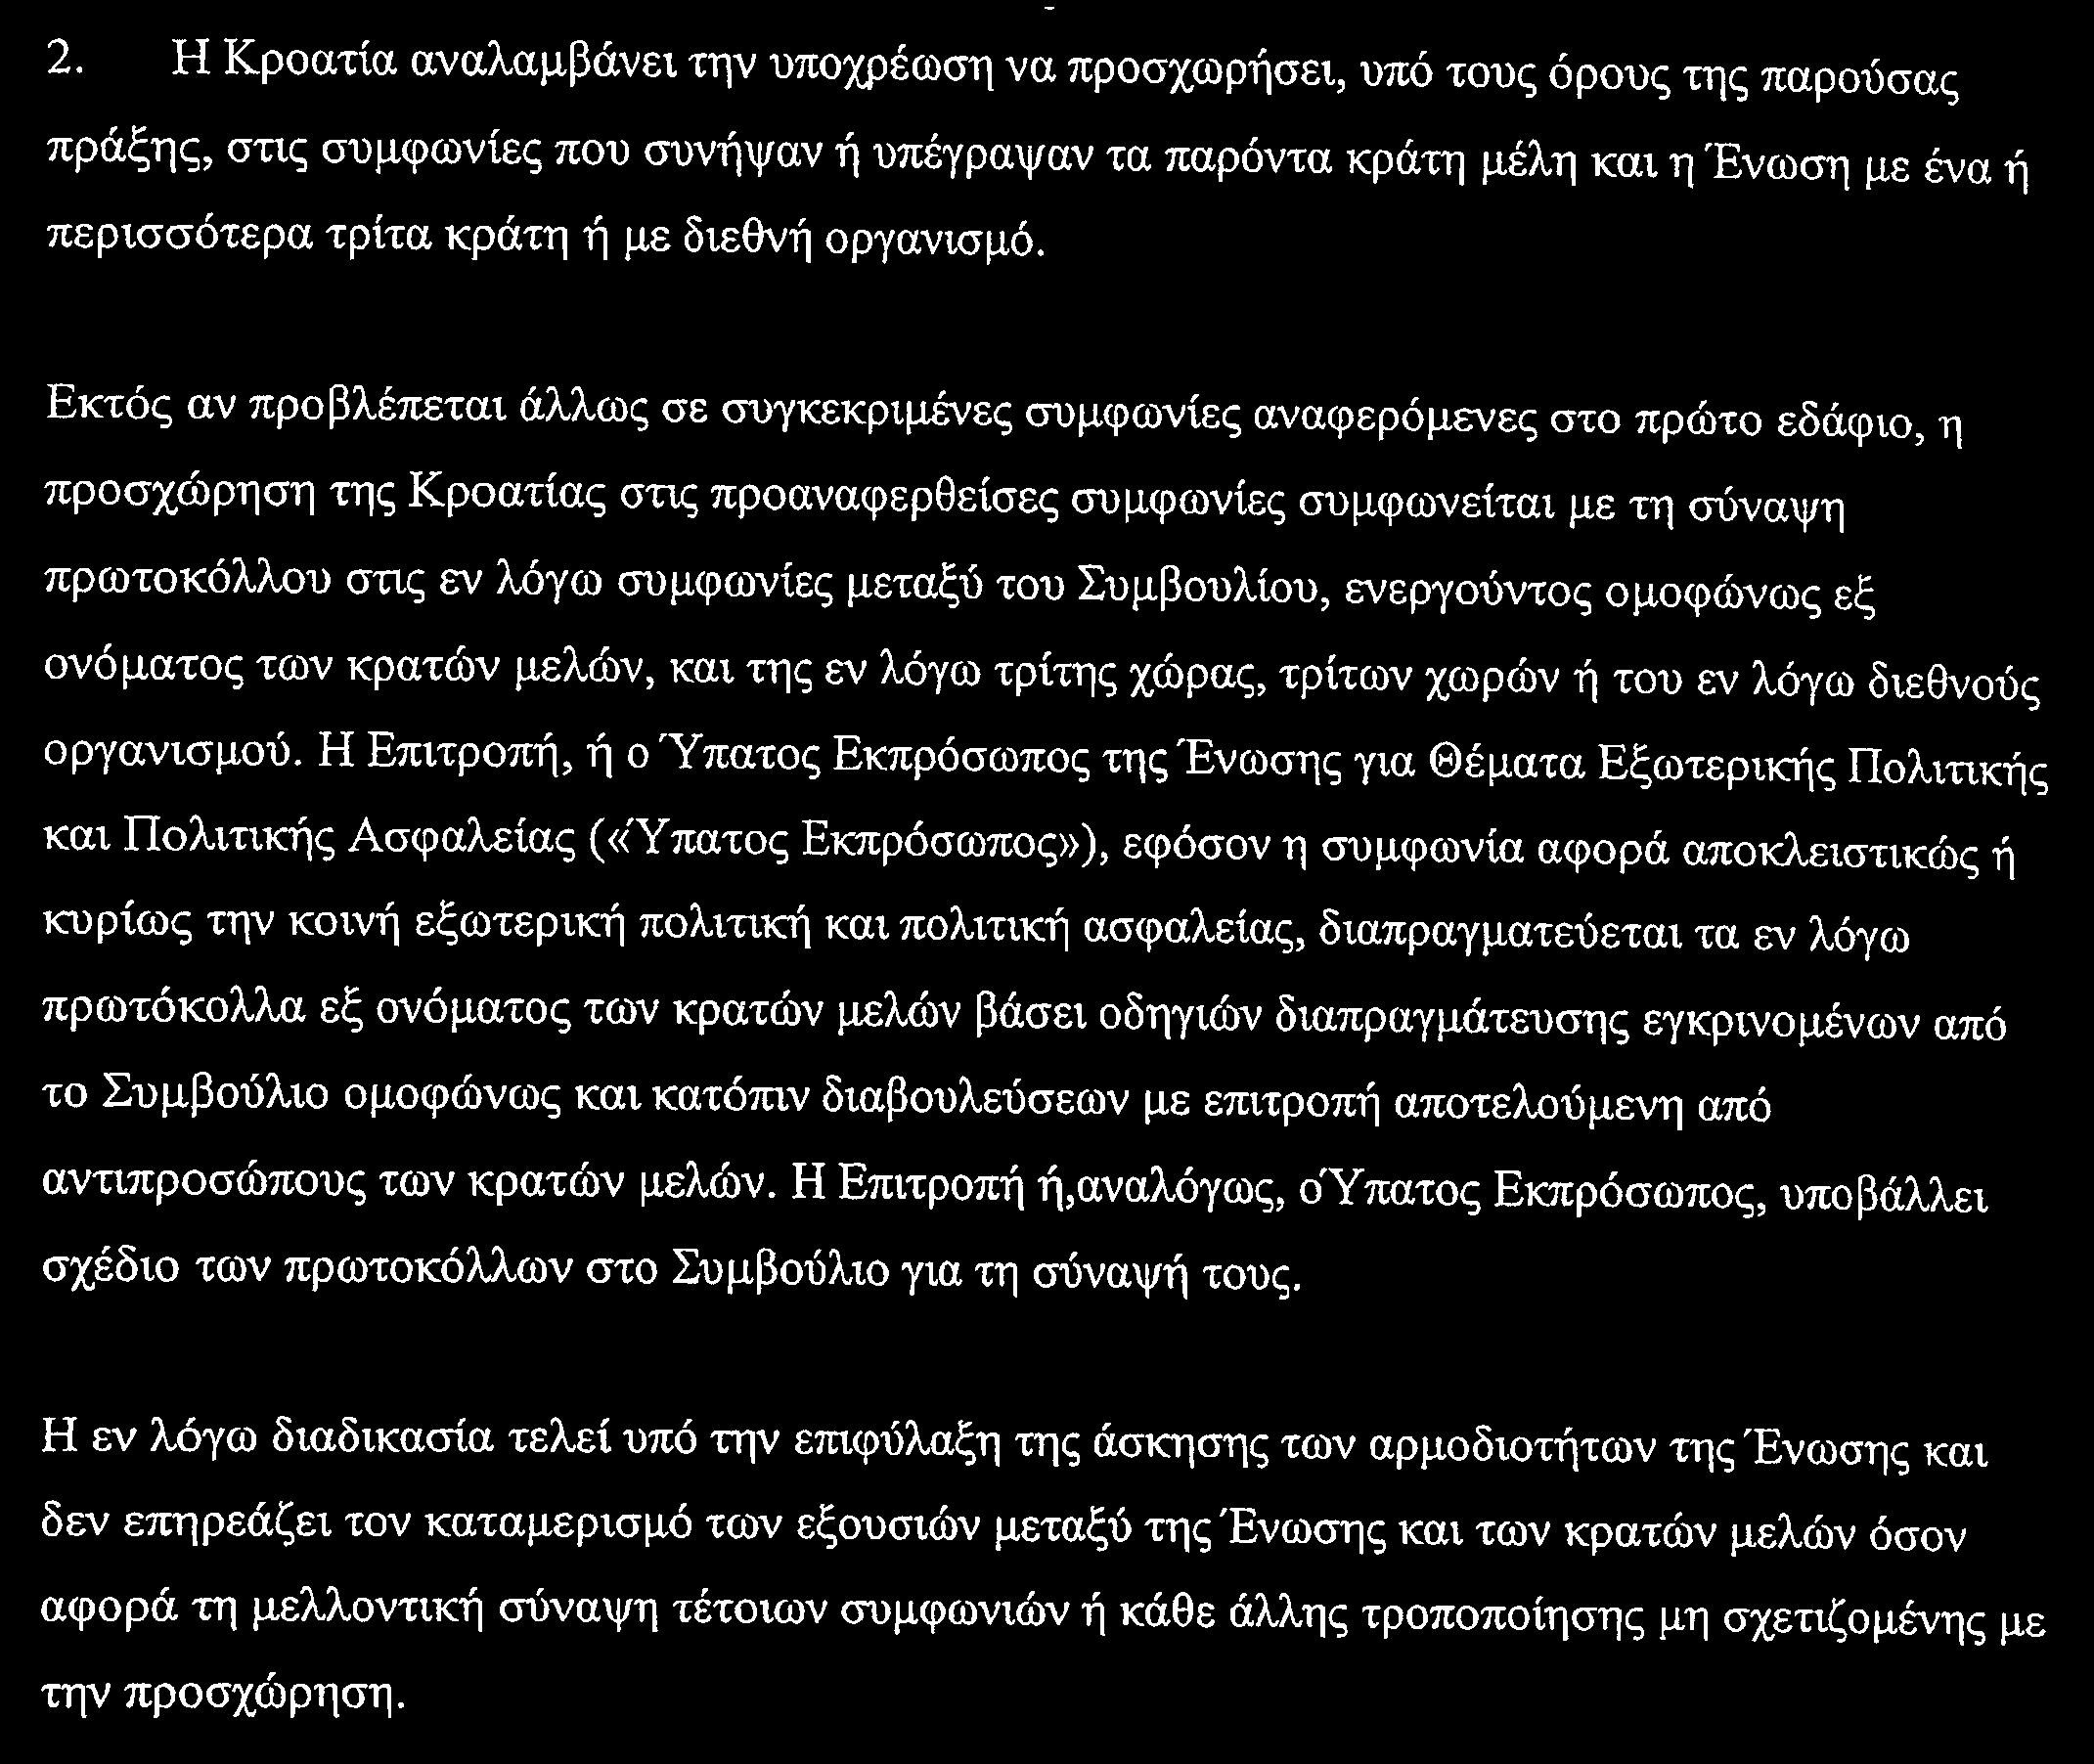 2. Η Κροατία αναλαμβάνει την υποχρέωση να προσχωρήσει, υπό τους όρους της παρούσας
πράξης, στις συμφωνίες που συνήψαν ή υπέγραψαν τα παρόντα κράτη μέλη και η Ένωση με ένα ή
περισσότερα τρίτα κράτη ή με διεθνή οργανισμό.
Εκτός αν προβλέπεται άλλως σε συγκεκριμένες συμφωνίες αναφερόμενες στο πρώτο εδάφιο, η
προσχώρηση της Κροατίας στις προαναφερθείσες συμφωνίες συμφωνείται με τη σύναψη
πρωτοκόλλου στις εν λόγω συμφωνίες μεταξύ του Συμβουλίου, ενεργούντος ομοφώνως εξ
ονόματος των κρατών μελών, και της εν λόγω τρίτης χώρας, τρίτων χωρών ή του εν λόγω διεθνούς
οργανισμού. Η Επιτροπή, ή ο Ύπατος Εκπρόσωπος της Ένωσης για Θέματα Εξωτερικής Πολιτικής
και Πολιτικής Ασφαλείας («Ύπατος Εκπρόσωπος»), εφόσον η συμφωνία αφορά αποκλειστικώς ή
κυρίως την κοινή εξωτερική πολιτική και πολιτική ασφαλείας, διαπραγματεύεται τα εν λόγω
πρωτόκολλα εξ ονόματος των κρατών μελών βάσει οδηγιών διαπραγμάτευσης εγκρινομένων από
το Συμβούλιο ομοφώνως και κατόπιν διαβουλεύσεων με επιτροπή αποτελούμενη από
αντιπροσώπους των κρατών μελών. Η Επιτροπή ή,αναλόγως, οΎπατος Εκπρόσωπος, υποβάλλει
σχέδιο των πρωτοκόλλων στο Συμβούλιο για τη σύναψή τους.
Η εν λόγω διαδικασία τελεί υπό την επιφύλαξη της άσκησης των αρμοδιοτήτων της Ένωσης και
δεν επηρεάζει τον καταμερισμό των εξουσιών μεταξύ της Ένωσης και των κρατών μελών όσον
αφορά τη μελλοντική σύναψη τέτοιων συμφωνιών ή κάθε άλλης τροποποίησης μη σχετιζομένης με
την προσχώρηση.